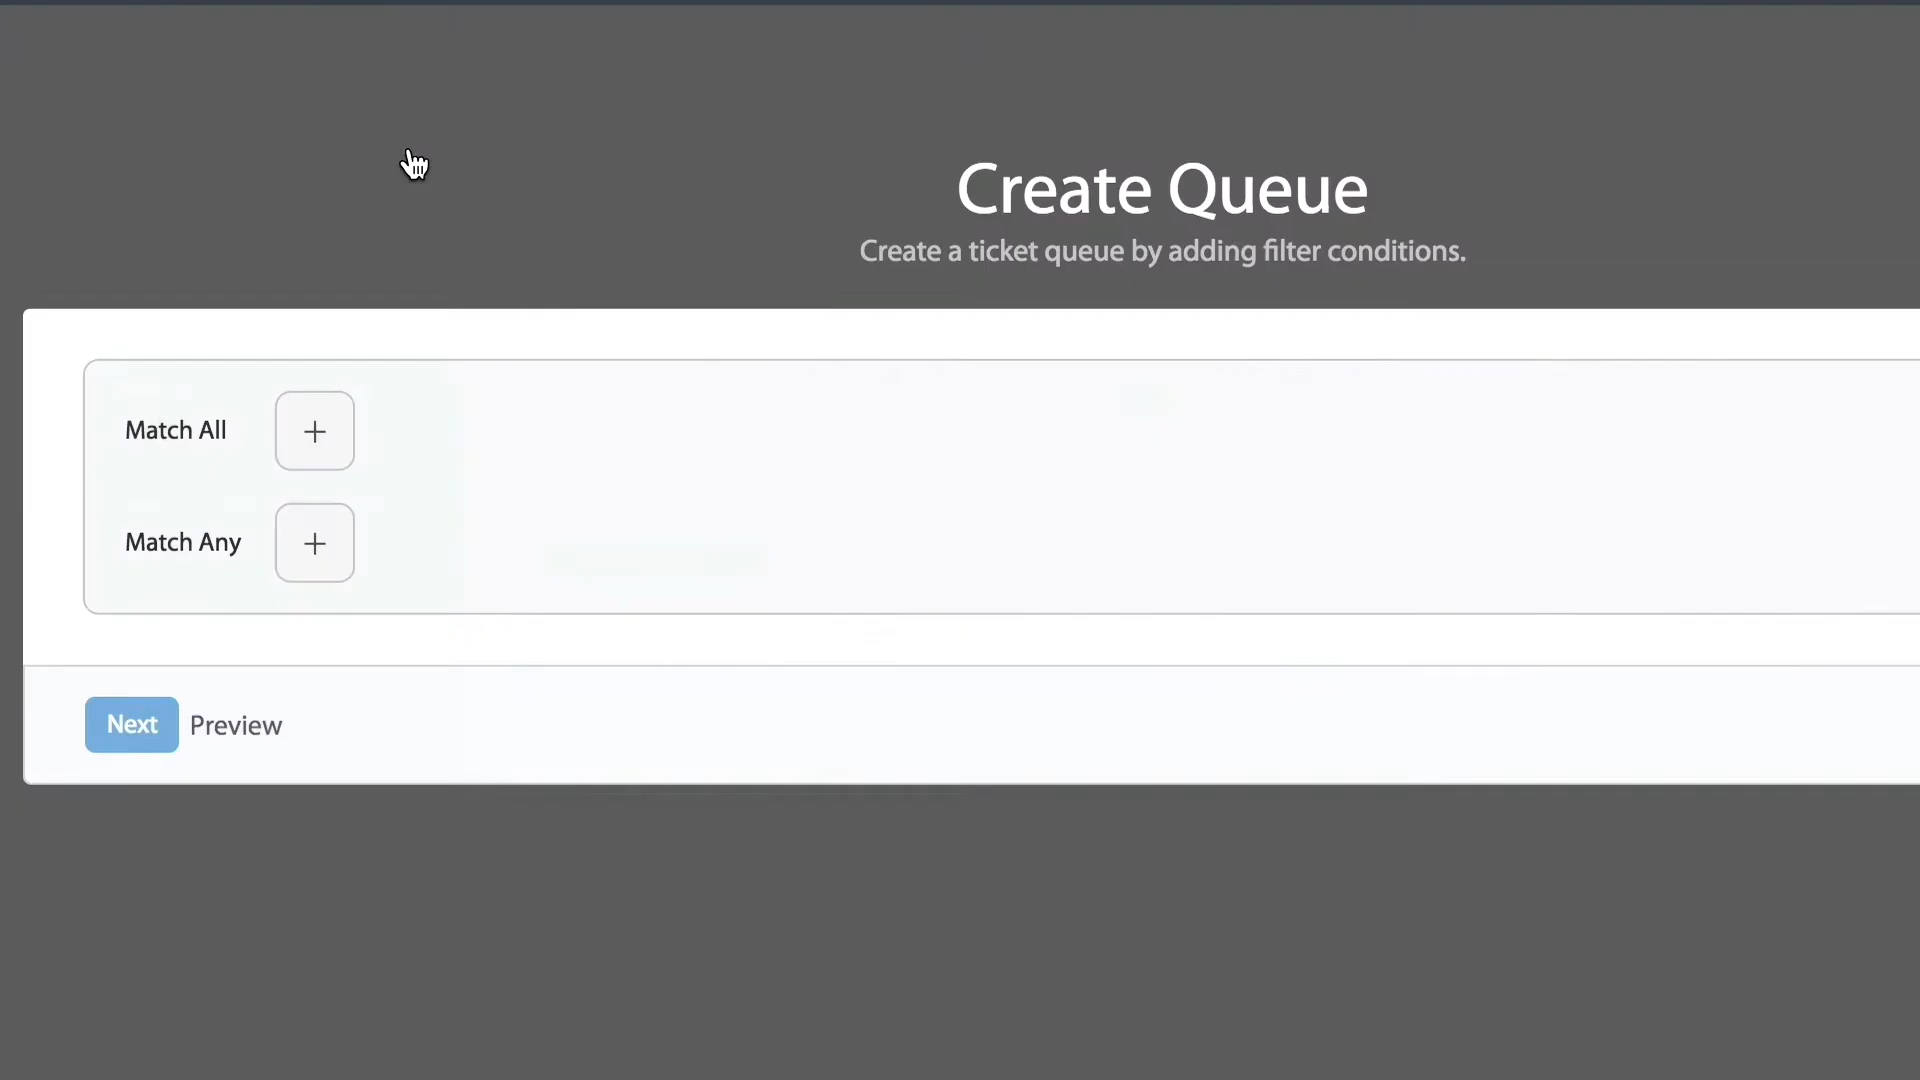 Create Queue
Create a ticket queue by adding filter conditions.
Match All
Match Any
Next Preview